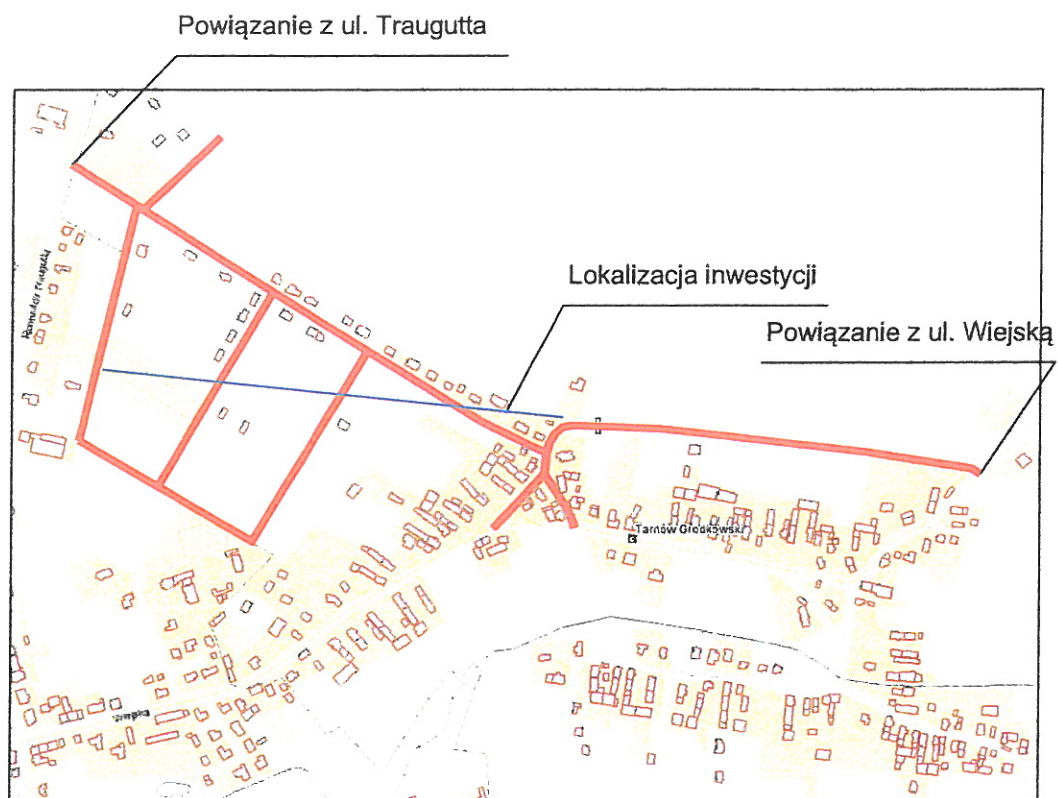 Powiązanie z ul. Traugutta
Lokalizacja inwestycji
Powiązanie z ul. Wiejską
Tarnów Grodkowski